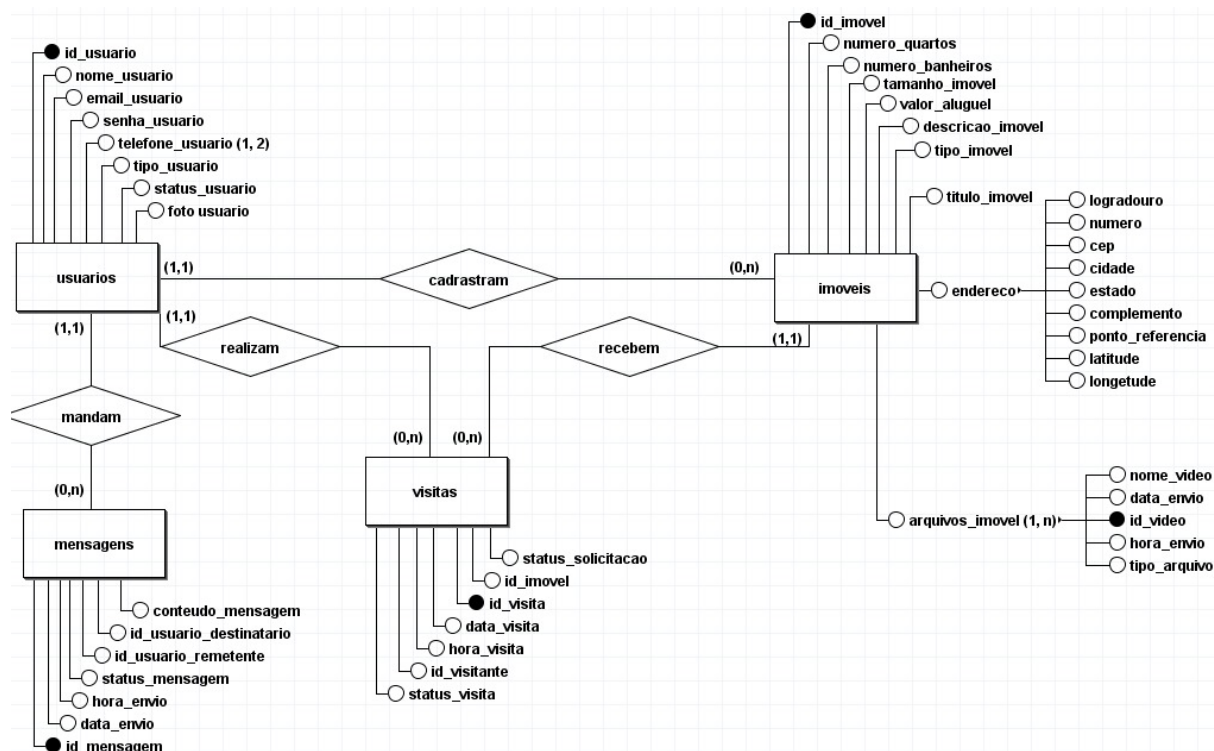 id_usuario
nome_usuario
email_usuario
senha_usuario
telefone_usuario (1, 2)
tipo_usuario
status_usuario
foto usuario
usuarios
(1,1)
cadrastram
(0,n)
id_imovel
numero_quartos
numero_banheiros
tamanho_imovel
valor_aluguel
descricao_imovel
tipo_imovel
titulo_imovel
imoveis
endereco
logradouro
numero
cep
cidade
estado
complemento
ponto_referencia
latitude
longetude
(1,1)
(1,1)
realizam
recebem
(1,1)
mandam
(0,n)
(0,n)
(0,n)
visitas
mensagens
arquivos_imovel (1, n)
nome_video
data_envio
id_video
hora_envio
tipo_arquivo
status_solicitacao
id_imovel
id_visita
data_visita
hora_visita
id_visitante
status_visita
conteudo_mensagem
id_usuario_destinatario
id_usuario_remetente
status_mensagem
hora_envio
data_envio
id_mensagem